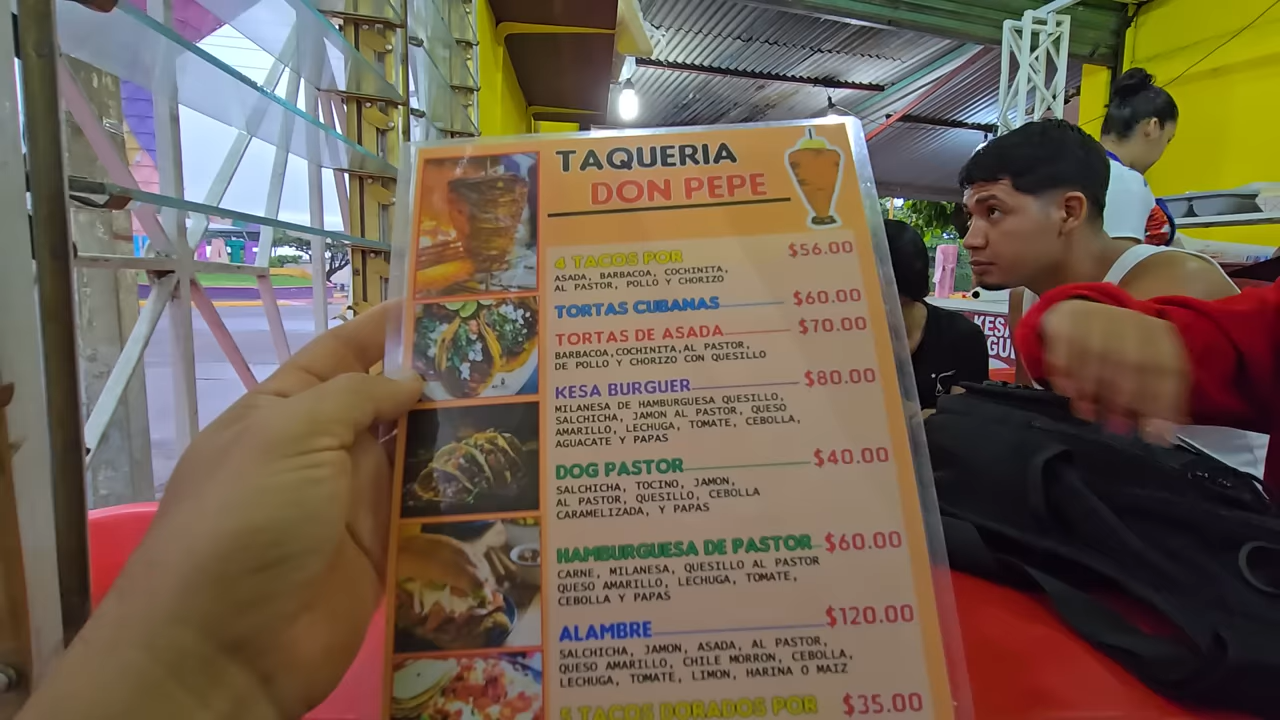 TAQUERIA
DON PEPE
4 TACOS POR $56.00
ASADA, BARBACOA, COCHINITA,
AL PASTOR, POLLO Y CHORIZO
TORTAS CUBANAS $60.00
TORTAS DE ASADA $70.00
BARBACOA,COCHINITA,AL PASTOR,
DE POLLO Y CHORIZO CON QUESILLO
KESA BURGUER $80.00
MILANESA DE HAMBURGUESA QUESILLO,
SALCHICHA, JAMON AL PASTOR, QUESO
AMARILLO, LECHUGA, TOMATE, CEBOLLA,
AGUACATE Y PAPAS
DOG PASTOR $40.00
SALCHICHA, TOCINO, JAMON,
AL PASTOR, QUESILLO, CEBOLLA
CARAMELIZADA, Y PAPAS
HAMBURGUESA DE PASTOR $60.00
CARNE, MILANESA, QUESILLO AL PASTOR
QUESO AMARILLO, LECHUGA, TOMATE,
CEBOLLA Y PAPAS
ALAMBRE $120.00
SALCHICHA, JAMON, ASADA, AL PASTOR,
QUESO AMARILLO, CHILE MORRON, CEBOLLA,
LECHUGA, TOMATE, LIMON, HARINA O MAIZ
5 TACOS DORADOS POR $35.00
KESA